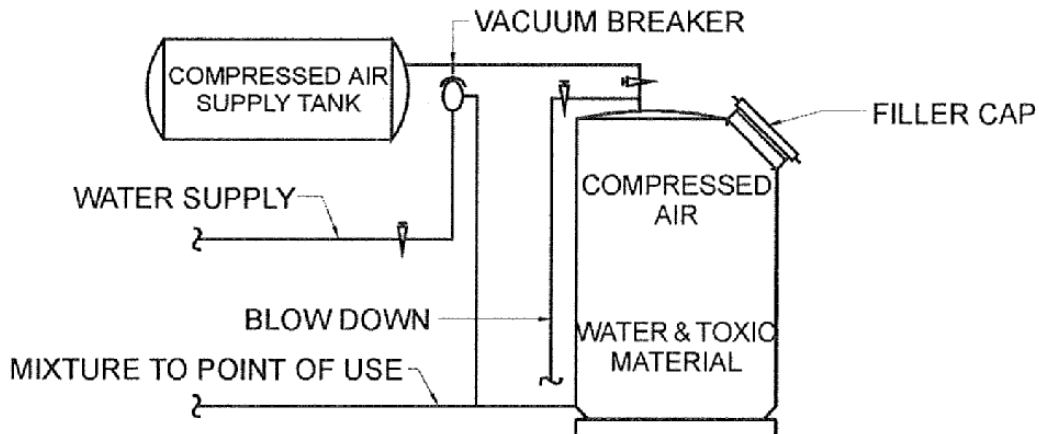 VACUUM BREAKER
COMPRESSED AIR
SUPPLY TANK
FILLER CAP
COMPRESSED
AIR
WATER SUPPLY
BLOW DOWN
WATER & TOXIC
MATERIAL
MIXTURE TO POINT OF USE